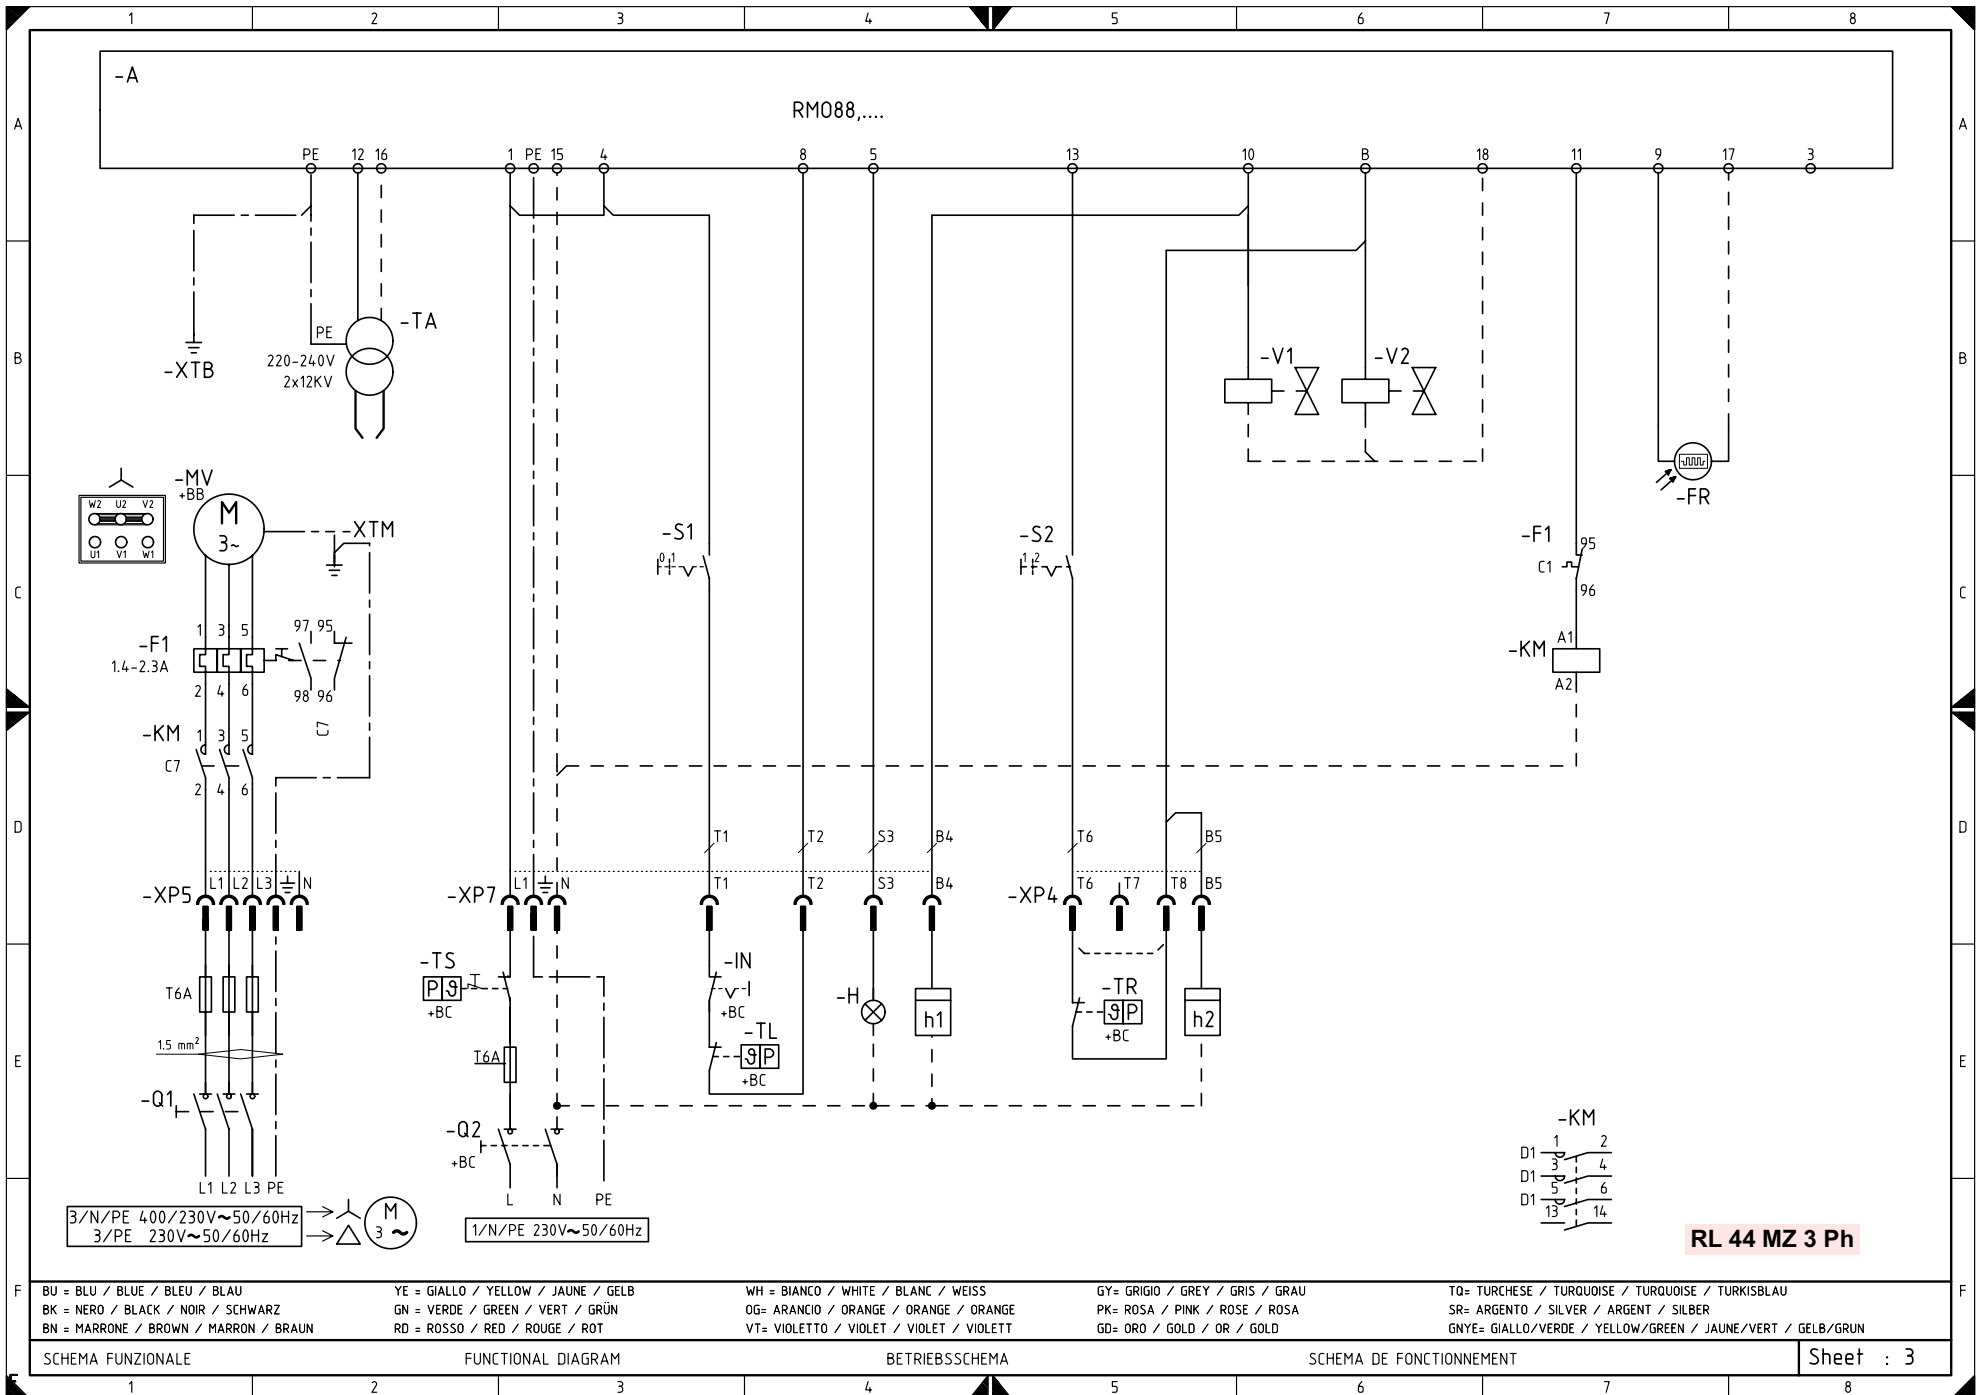 1 2 3 4 5 6 7 8
A A
-A
RMO88,....
PE 12 16 1 PE 15 4 8 5 13 10 B 18 11 9 17 3
B B
PE
-TA
-XTB
220-240V
2x12KV
-V1 -V2
-MV
+BB
W2 U2 V2
U1 V1 W1
M
3~
-XTM
-S1
0 1
-S2
1 2
-FR
-F1
95
C1
96
C C
-F1
1.4-2.3A
1 3 5
2 4 6
97 95
98 96
C7
-KM
A1
A2
-KM
C7
1 3 5
2 4 6
D D
T1 T2 S3 B4 T6 B5
-XP5
L1 L2 L3 N
-XP7
L1 N
T1 T2 S3 B4
-XP4
T6 T7 T8 B5
T6A
-TS
P ϑ
+BC
-IN
+BC
-TL
ϑ P
+BC
-H
h1
-TR
ϑ P
+BC
h2
1.5 mm²
T6A
E E
-Q1
-Q2
+BC
L1 L2 L3 PE
L N PE
-KM
D1 1 2
D1 3 4
D1 5 6
13 14
3/N/PE 400/230V~50/60Hz
3/PE 230V~50/60Hz
M
3 ~
1/N/PE 230V~50/60Hz
RL 44 MZ 3 Ph
F F
BU = BLU / BLUE / BLEU / BLAU
BK = NERO / BLACK / NOIR / SCHWARZ
BN = MARRONE / BROWN / MARRON / BRAUN
YE = GIALLO / YELLOW / JAUNE / GELB
GN = VERDE / GREEN / VERT / GRÜN
RD = ROSSO / RED / ROUGE / ROT
WH = BIANCO / WHITE / BLANC / WEISS
OG= ARANCIO / ORANGE / ORANGE / ORANGE
VT= VIOLETTO / VIOLET / VIOLET / VIOLETT
GY= GRIGIO / GREY / GRIS / GRAU
PK= ROSA / PINK / ROSE / ROSA
GD= ORO / GOLD / OR / GOLD
TQ= TURCHESE / TURQUOISE / TURQUOISE / TURKISBLAU
SR= ARGENTO / SILVER / ARGENT / SILBER
GNYE= GIALLO/VERDE / YELLOW/GREEN / JAUNE/VERT / GELB/GRUN
SCHEMA FUNZIONALE FUNCTIONAL DIAGRAM BETRIEBSSCHEMA SCHEMA DE FONCTIONNEMENT Sheet : 3
1 2 3 4 5 6 7 8